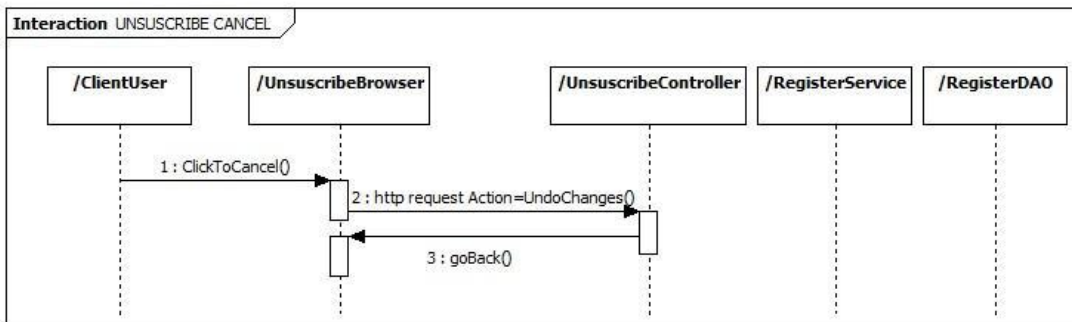 Interaction UNSUSCRIBE CANCEL
/ClientUser
/UnsuscribeBrowser
/UnsuscribeController
/RegisterService
/RegisterDAO
1 : ClickToCancel()
2 : http request Action=UndoChanges()
3 : goBack()